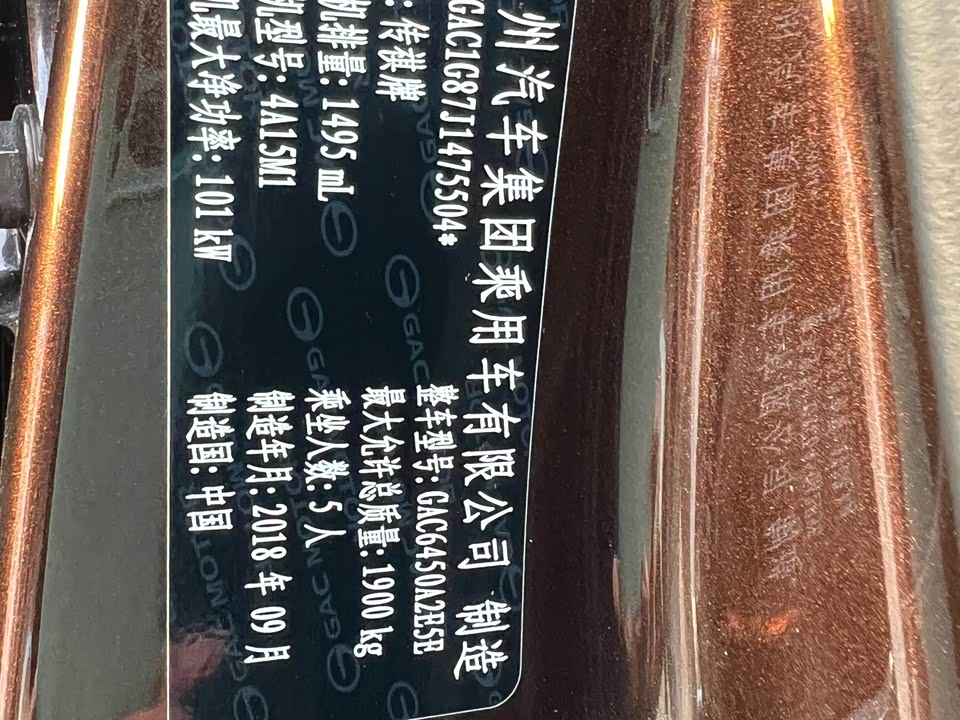 州汽车集团乘用车有限公司 制造
GAC1G87J1475504*
: 传祺牌
整车型号: GAC6450A2E5E
机排量: 1495 mL
最大允许总质量: 1900 kg
型号: 4A15M1
乘坐人数: 5 人
机最大净功率: 101 kW
制造年月: 2018 年 09 月
制造国: 中国